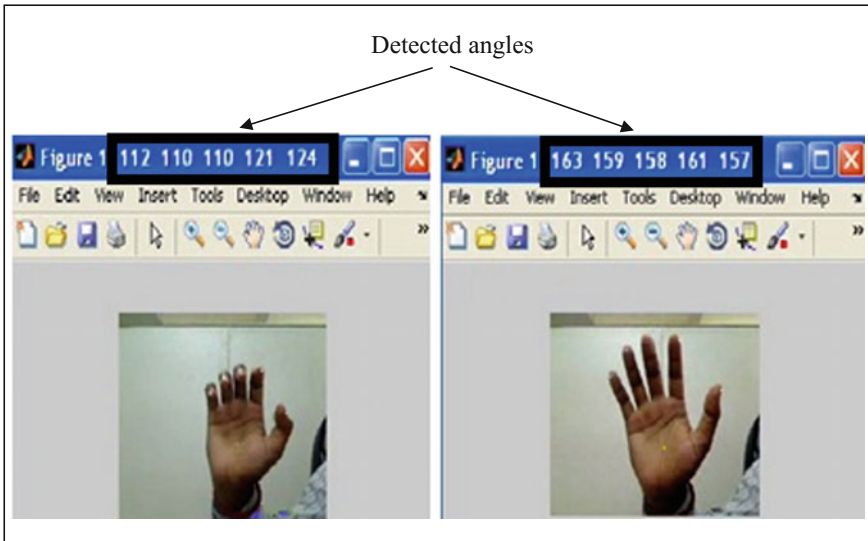 Detected angles
Figure 1 112 110 110 121 124
File Edit View Insert Tools Desktop Window Help
Figure 1 163 159 158 161 157
File Edit View Insert Tools Desktop Window Help